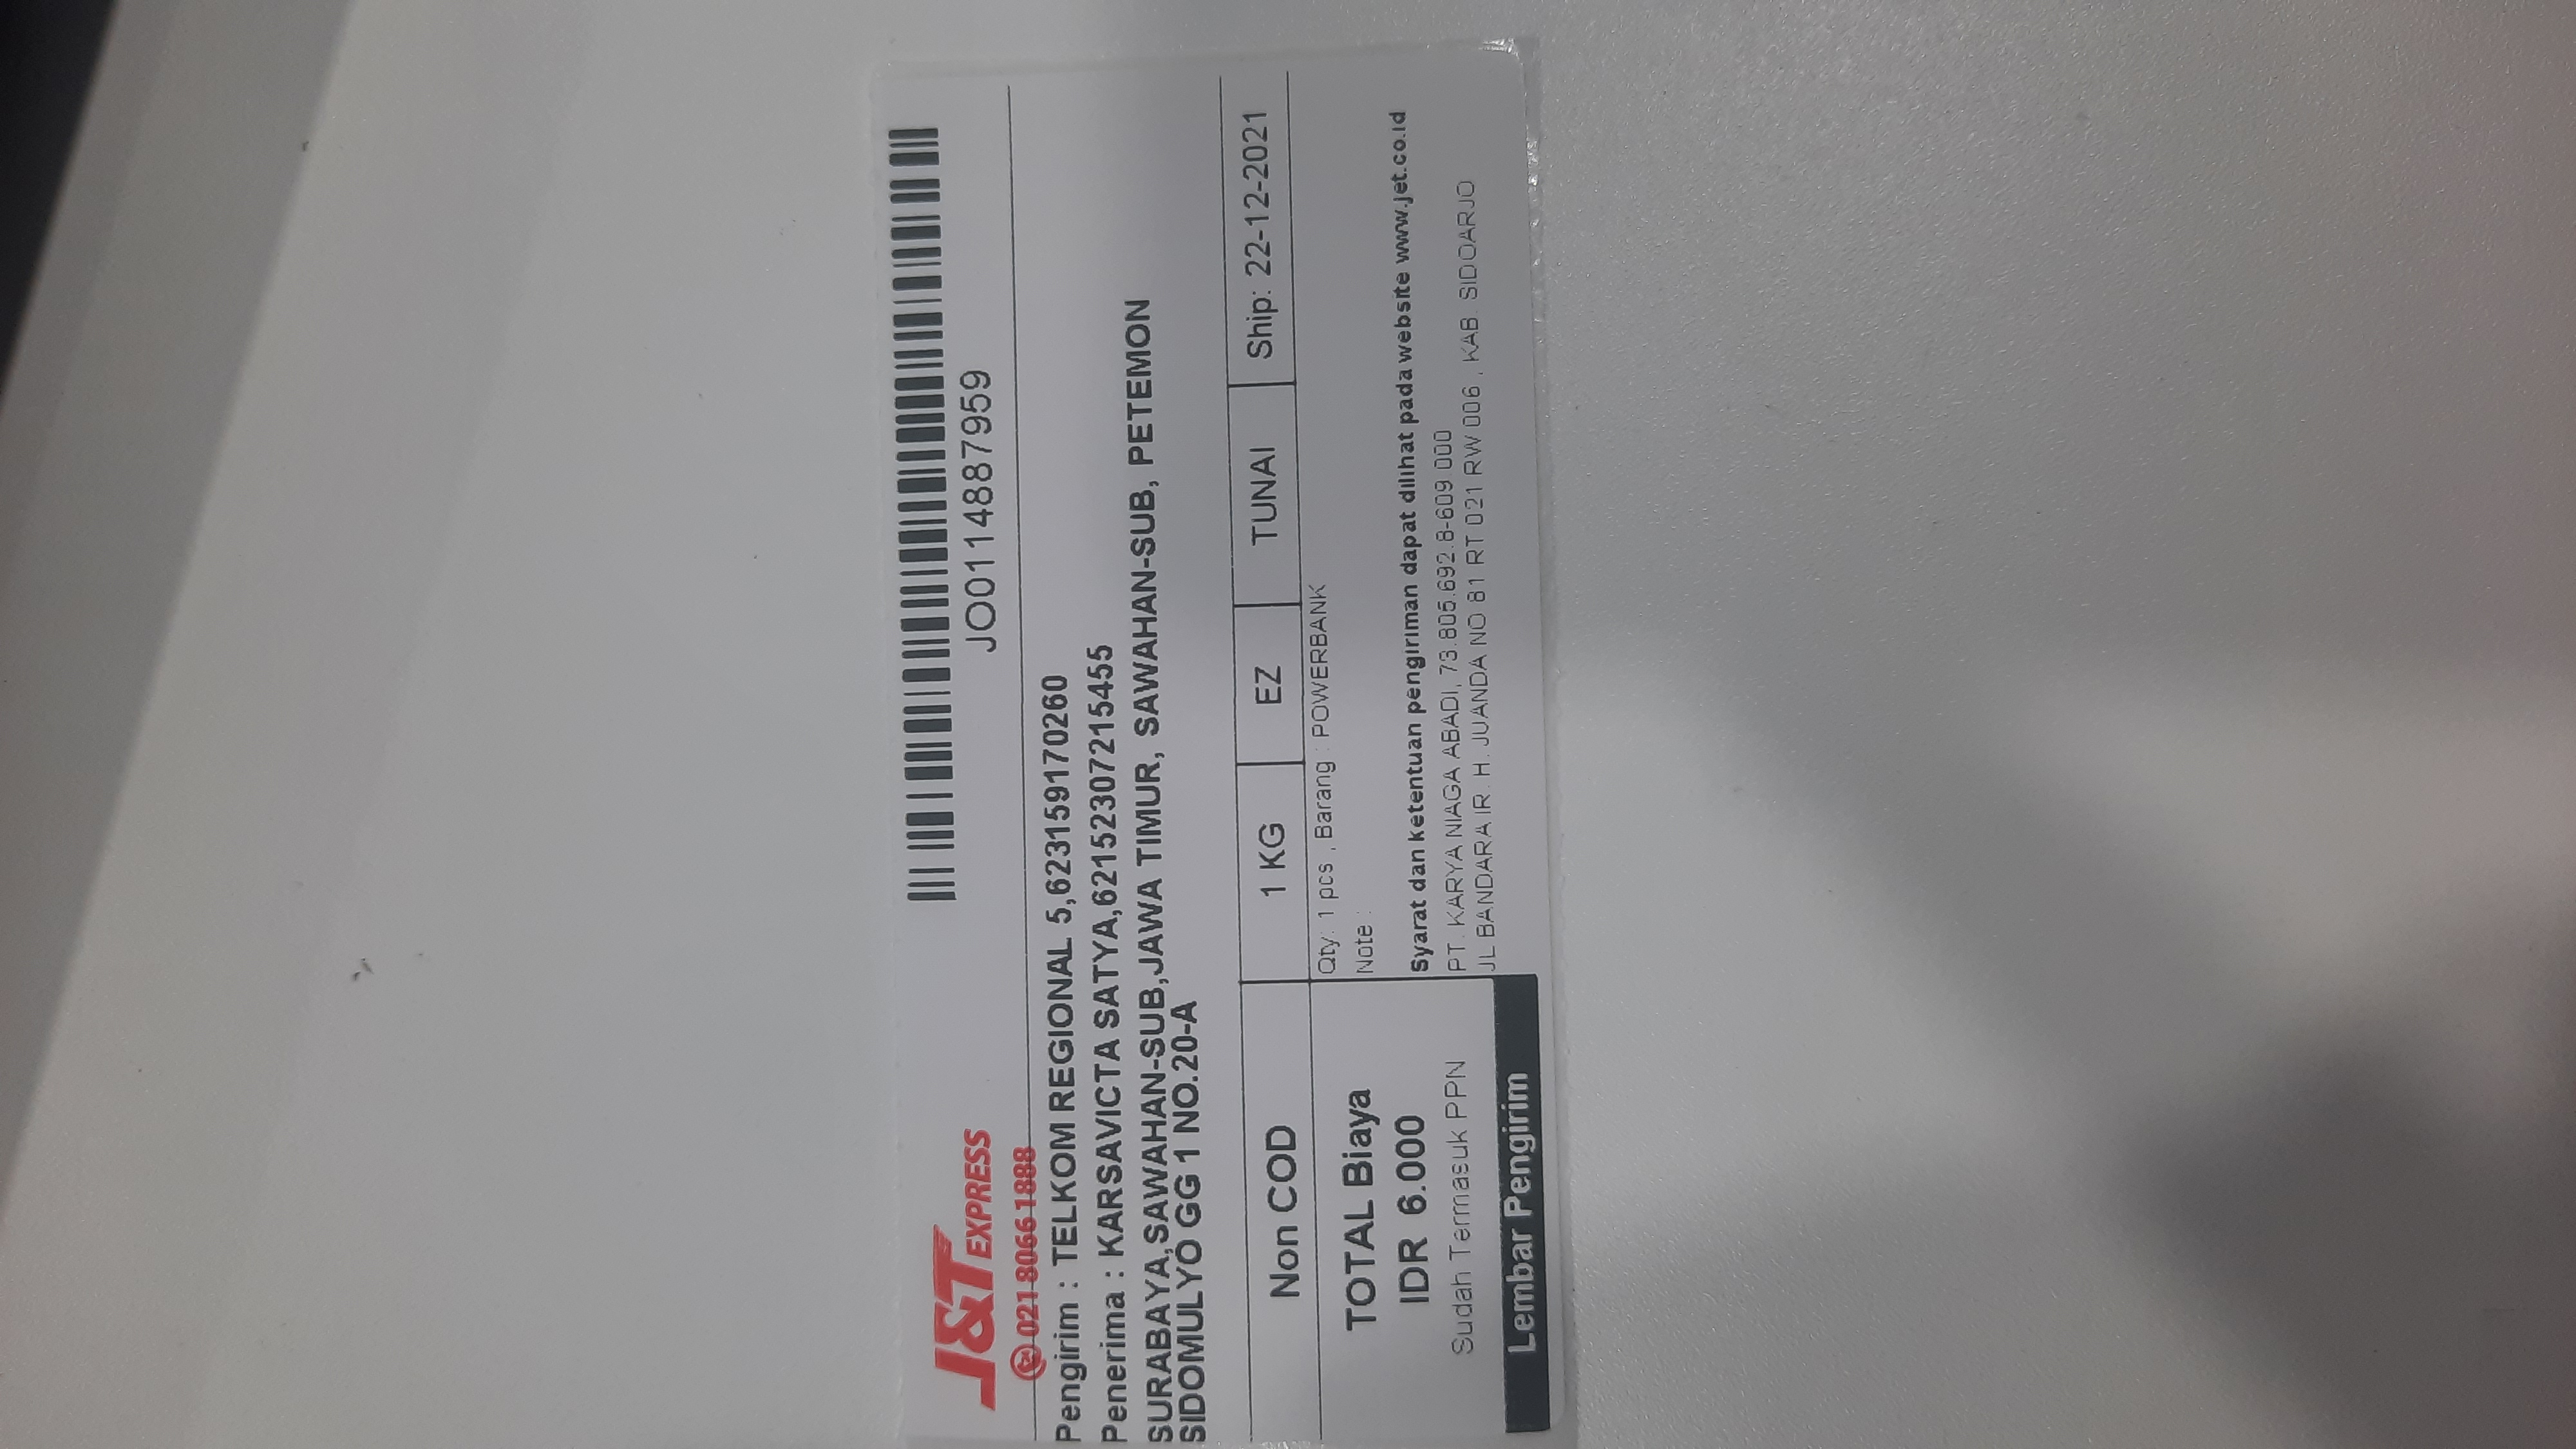 J&T EXPRESS
JO0114887959
021 8066 1888
Pengirim : TELKOM REGIONAL 5,623159170260
Penerima : KARSAVICTA SATYA,62152307215455
SURABAYA,SAWAHAN-SUB,JAWA TIMUR, SAWAHAN-SUB, PETEMON
SIDOMULYO GG 1 NO.20-A
Non COD 1 KG EZ TUNAI Ship: 22-12-2021
Qty: 1 pcs , Barang : POWERBANK
Note :
TOTAL Biaya
IDR 6.000
Sudah Termasuk PPN
Lembar Pengirim
Syarat dan ketentuan pengiriman dapat dilihat pada website www.jet.co.id
PT. KARYA NIAGA ABADI, 73.805.692.8-609.000
JL BANDARA IR. H. JUANDA NO 81 RT 021 RW 006 , KAB. SIDOARJO